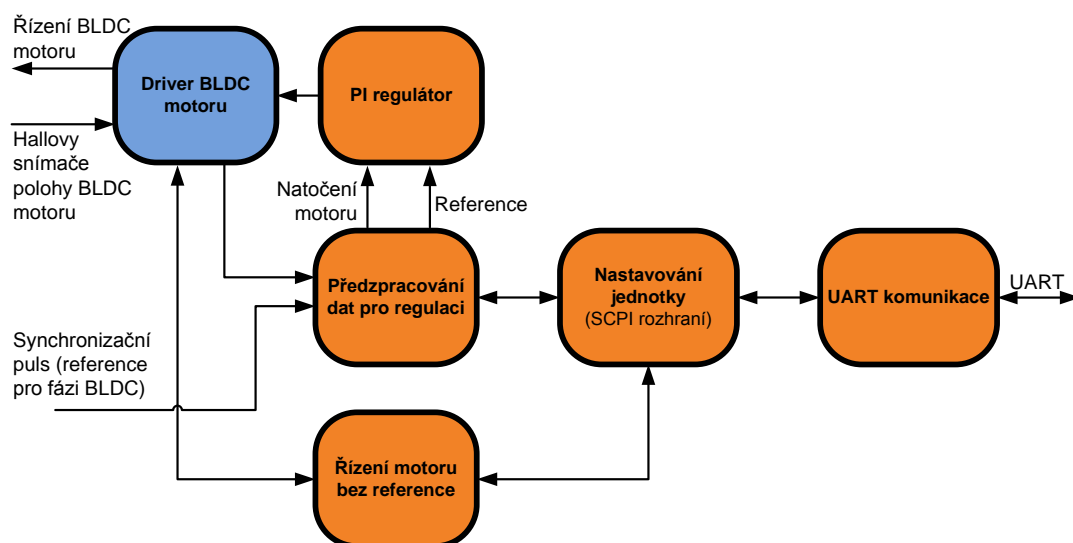 Řízení BLDC
motoru
Driver BLDC
motoru
PI regulátor
Hallovy
snímače
polohy BLDC
motoru
Natočení
motoru
Reference
Předzpracování
dat pro regulaci
Nastavování
jednotky
(SCPI rozhraní)
UART komunikace
UART
Synchronizační
puls (reference
pro fázi BLDC)
Řízení motoru
bez reference